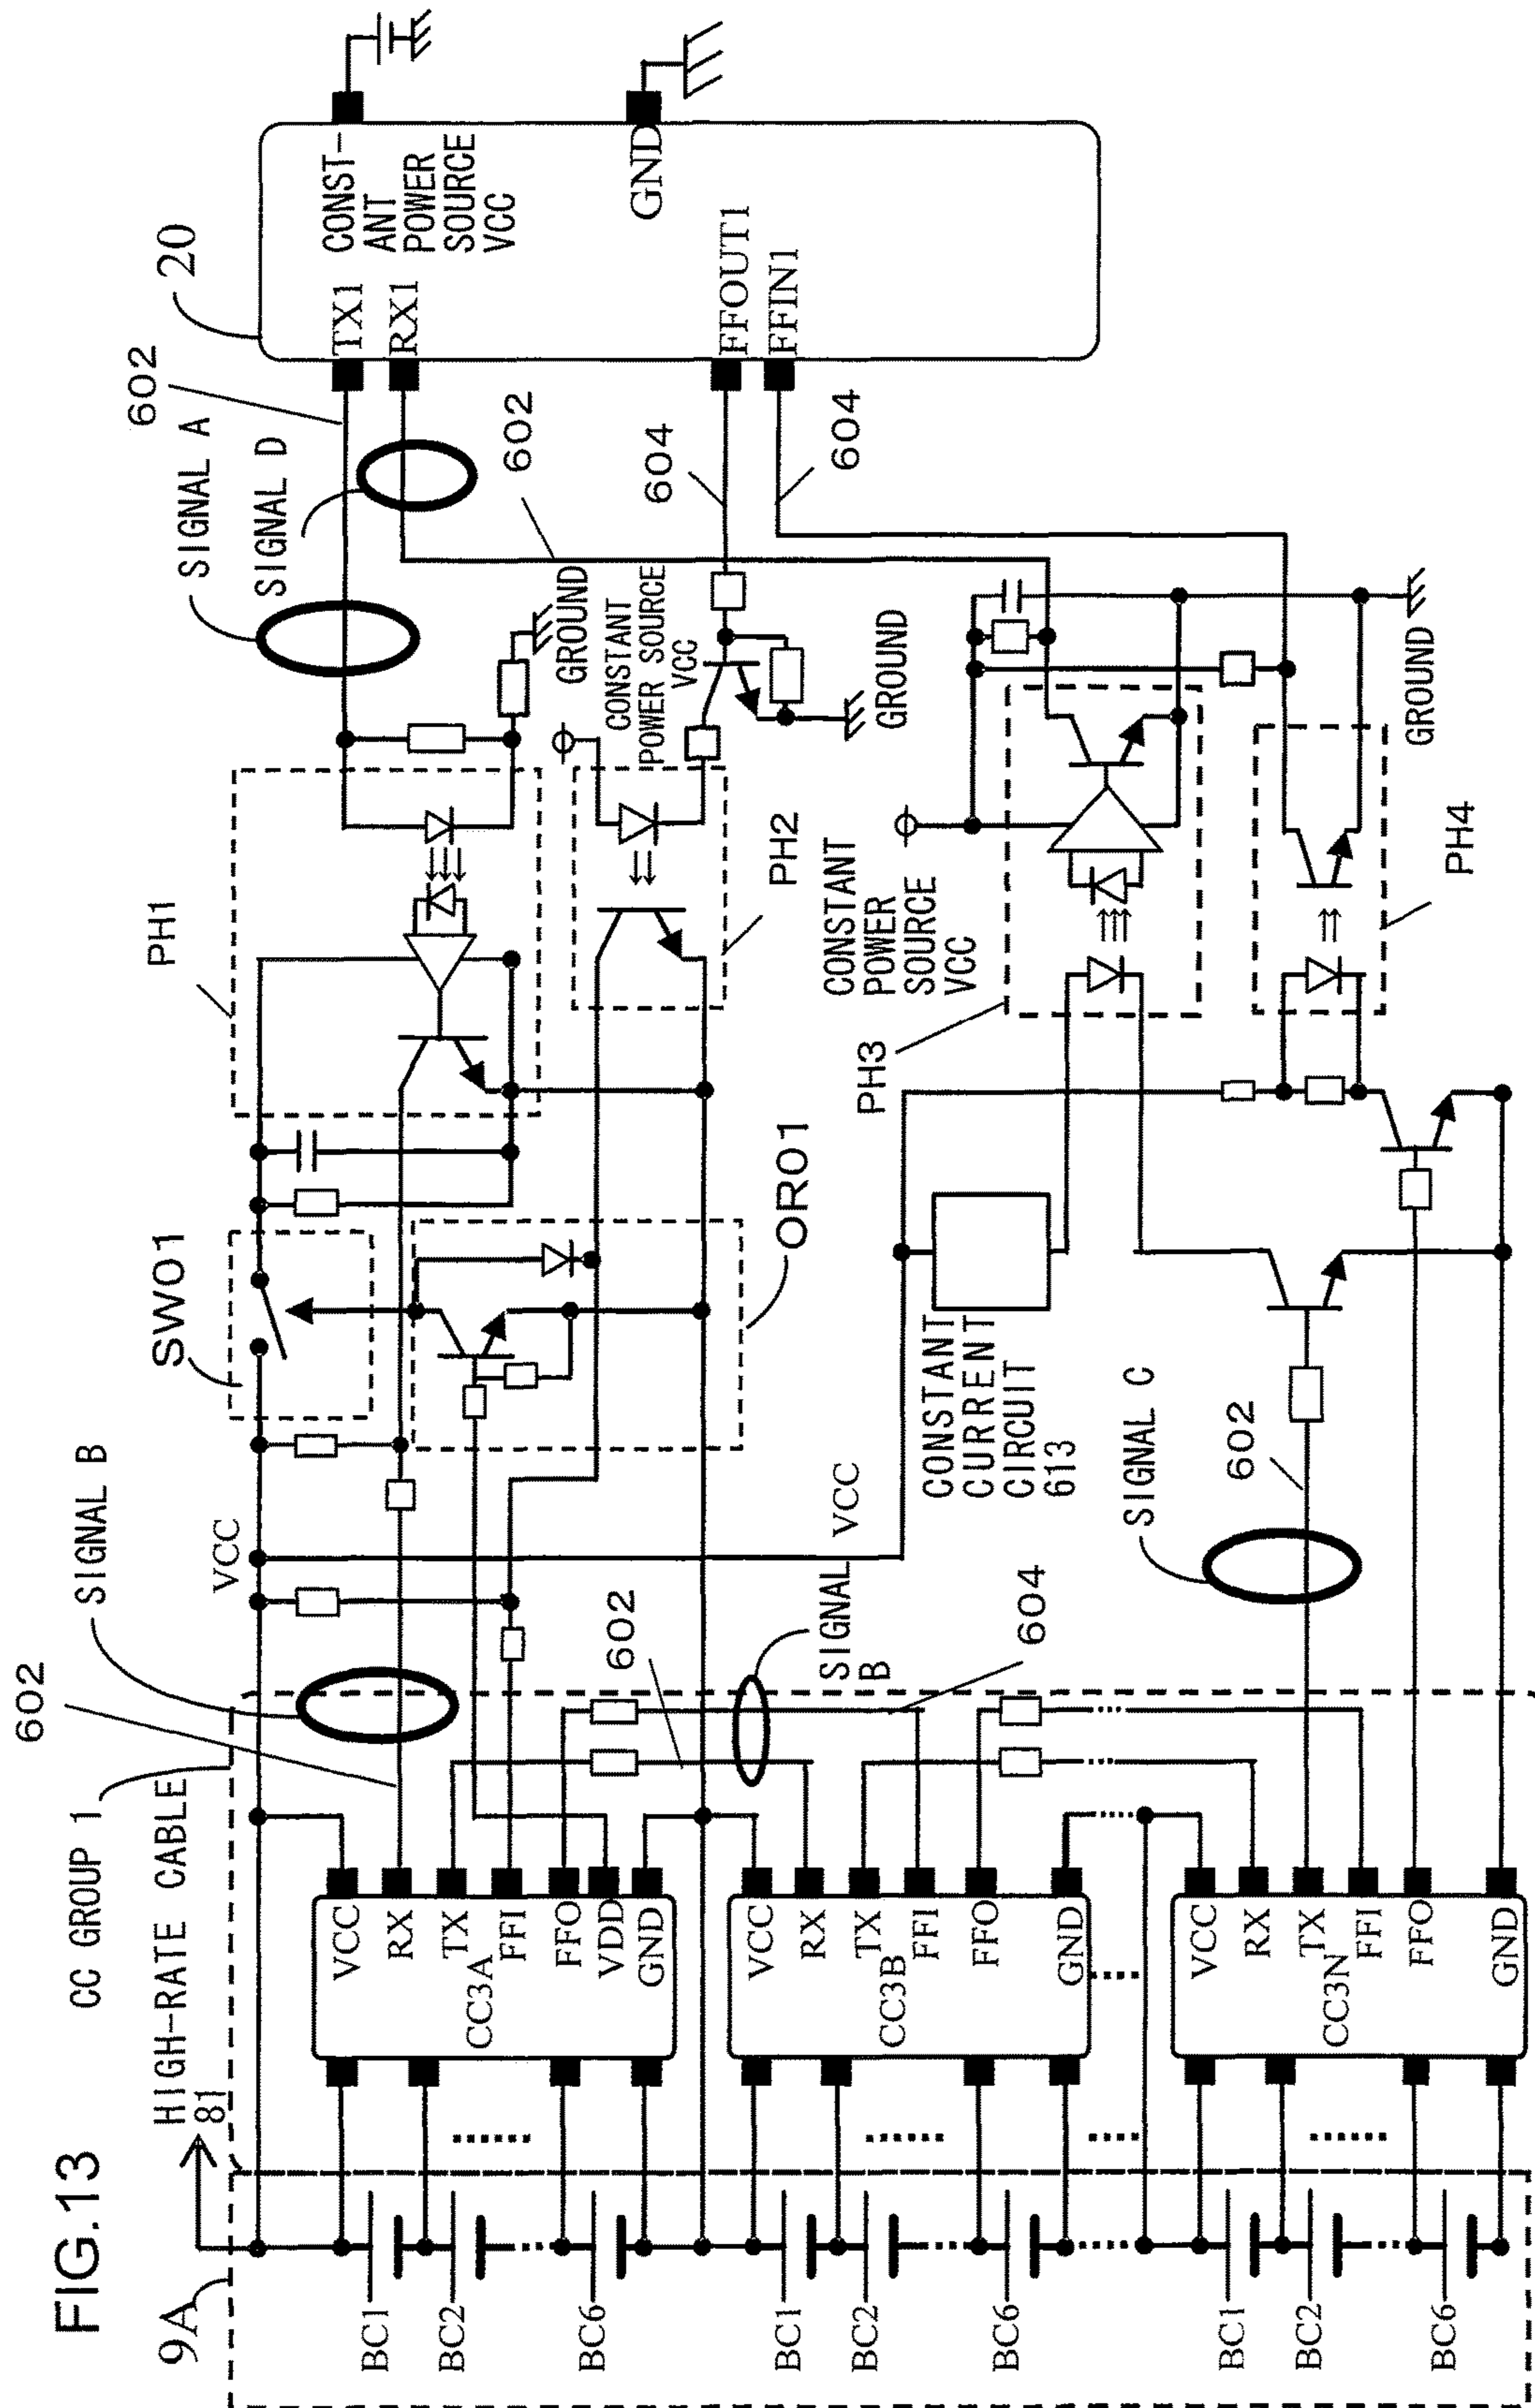 FIG.13
9A
HIGH-RATE CABLE
81
CC GROUP 1
602
SIGNAL B
VCC
SW01
PH1
SIGNAL A
SIGNAL D
602
20
TX1
RX1
CONST-
ANT
POWER
SOURCE
VCC
GND
FFOUT1
FFIN1
602
604
604
GROUND
CONSTANT
POWER SOURCE
VCC
GROUND
PH2
OR01
CONSTANT
POWER
SOURCE
VCC
PH3
PH4
GROUND
VCC
CONSTANT
CURRENT
CIRCUIT
613
SIGNAL C
602
602
SIGNAL
B
604
VCC
RX
TX
FFI
FFO
VDD
GND
CC3A
VCC
RX
TX
FFI
FFO
GND
CC3B
VCC
RX
TX
FFI
FFO
GND
CC3N
BC1
BC2
BC6
BC1
BC2
BC6
BC1
BC2
BC6